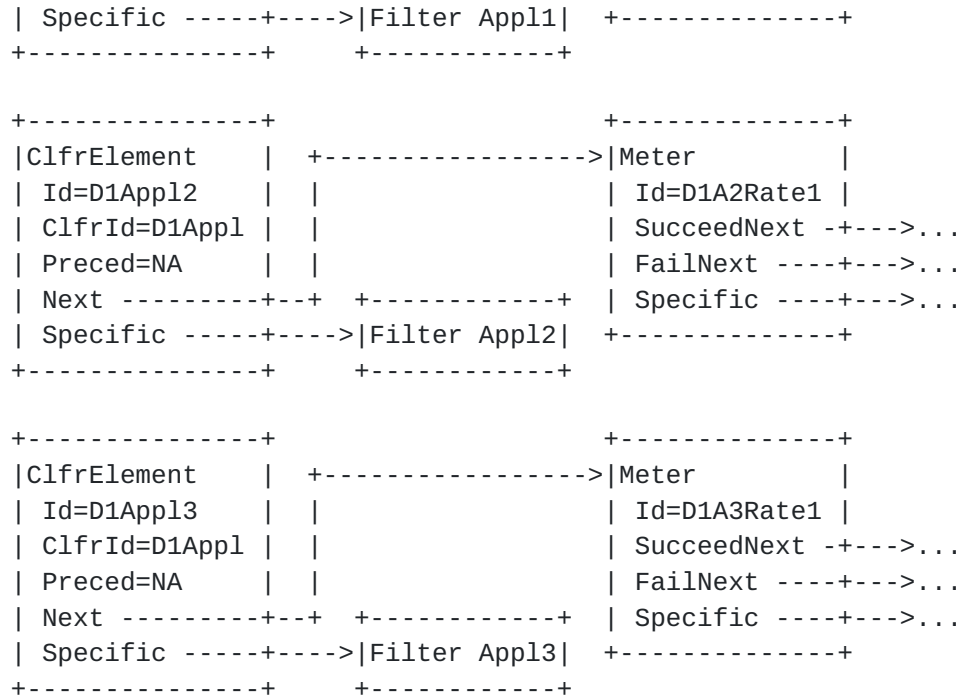 | Specific -----+---->|Filter Appl1|  +--------------+
+---------------+     +------------+

+---------------+                     +--------------+
|ClfrElement    |  +----------------->|Meter         |
| Id=D1Appl2    |  |                  | Id=D1A2Rate1 |
| ClfrId=D1Appl |  |                  | SucceedNext -+--->...
| Preced=NA     |  |                  | FailNext ----+--->...
| Next ---------+--+  +------------+  | Specific ----+--->...
| Specific -----+---->|Filter Appl2|  +--------------+
+---------------+     +------------+

+---------------+                     +--------------+
|ClfrElement    |  +----------------->|Meter         |
| Id=D1Appl3    |  |                  | Id=D1A3Rate1 |
| ClfrId=D1Appl |  |                  | SucceedNext -+--->...
| Preced=NA     |  |                  | FailNext ----+--->...
| Next ---------+--+  +------------+  | Specific ----+--->...
| Specific -----+---->|Filter Appl3|  +--------------+
+---------------+     +------------+